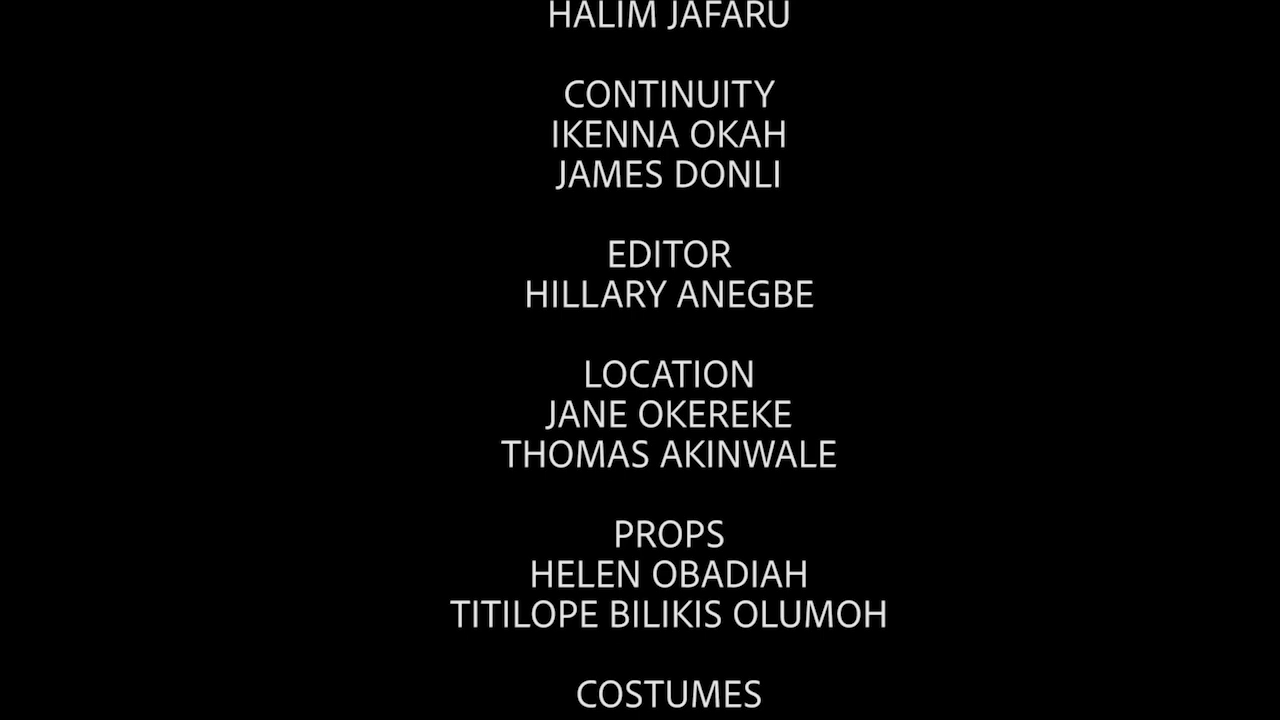 HALIM JAFARU
CONTINUITY
IKENNA OKAH
JAMES DONLI
EDITOR
HILLARY ANEGBE
LOCATION
JANE OKEREKE
THOMAS AKINWALE
PROPS
HELEN OBADIAH
TITILOPE BILIKIS OLUMOH
COSTUMES